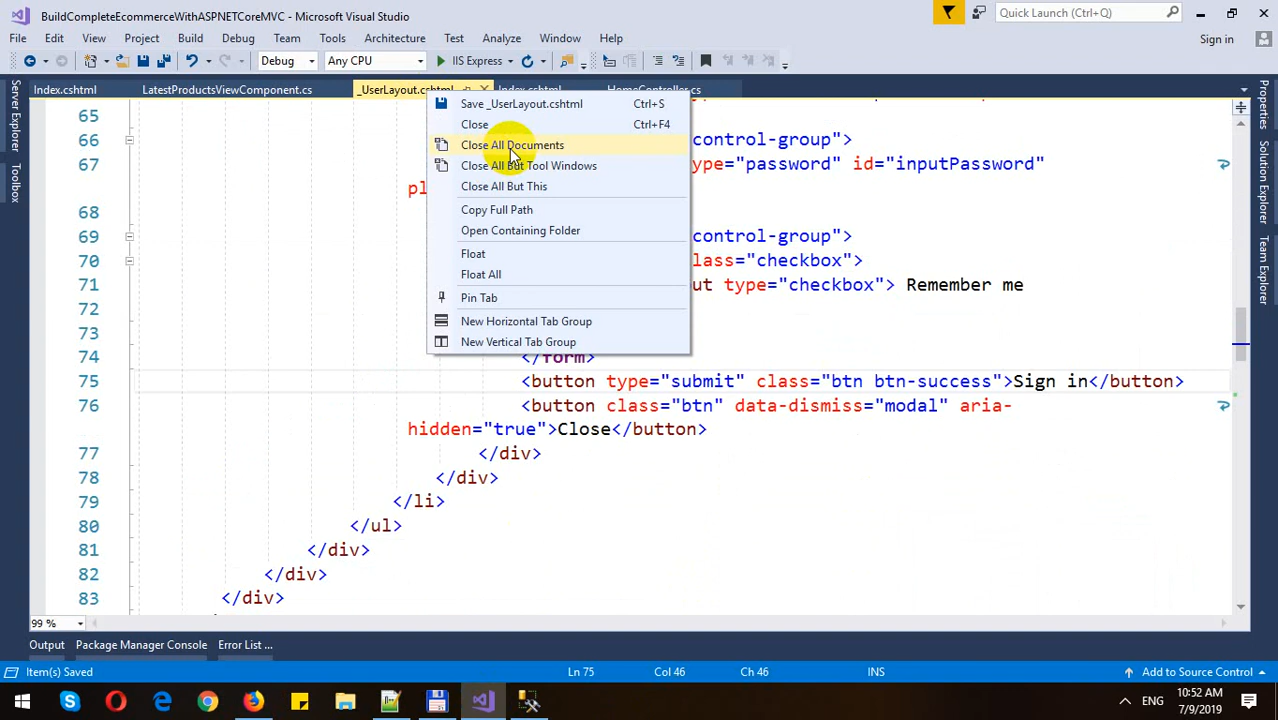 BuildCompleteEcommerceWithASPNETCoreMVC - Microsoft Visual Studio
Quick Launch (Ctrl+Q)
File Edit View Project Build Debug Team Tools Architecture Test Analyze Window Help
Sign in
Debug Any CPU IIS Express
Index.cshtml LatestProductsViewComponent.cs _UserLayout.cshtml Index.cshtml HomeController.cs
Server Explorer
Toolbox
Solution Explorer
Properties
Team Explorer
Save _UserLayout.cshtml Ctrl+S
Close Ctrl+F4
Close All Documents
Close All But Tool Windows
Close All But This
Copy Full Path
Open Containing Folder
Float
Float All
Pin Tab
New Horizontal Tab Group
New Vertical Tab Group
65
66 control-group">
67 ype="password" id="inputPassword"
pl
68
69 control-group">
70 lass="checkbox">
71 ut type="checkbox"> Remember me
72
73
74 </form>
75 <button type="submit" class="btn btn-success">Sign in</button>
76 <button class="btn" data-dismiss="modal" aria-
hidden="true">Close</button>
77 </div>
78 </div>
79 </li>
80 </ul>
81 </div>
82 </div>
83 </div>
99 %
Output Package Manager Console Error List ...
Item(s) Saved Ln 75 Col 46 Ch 46 INS Add to Source Control
ENG
10:52 AM
7/9/2019